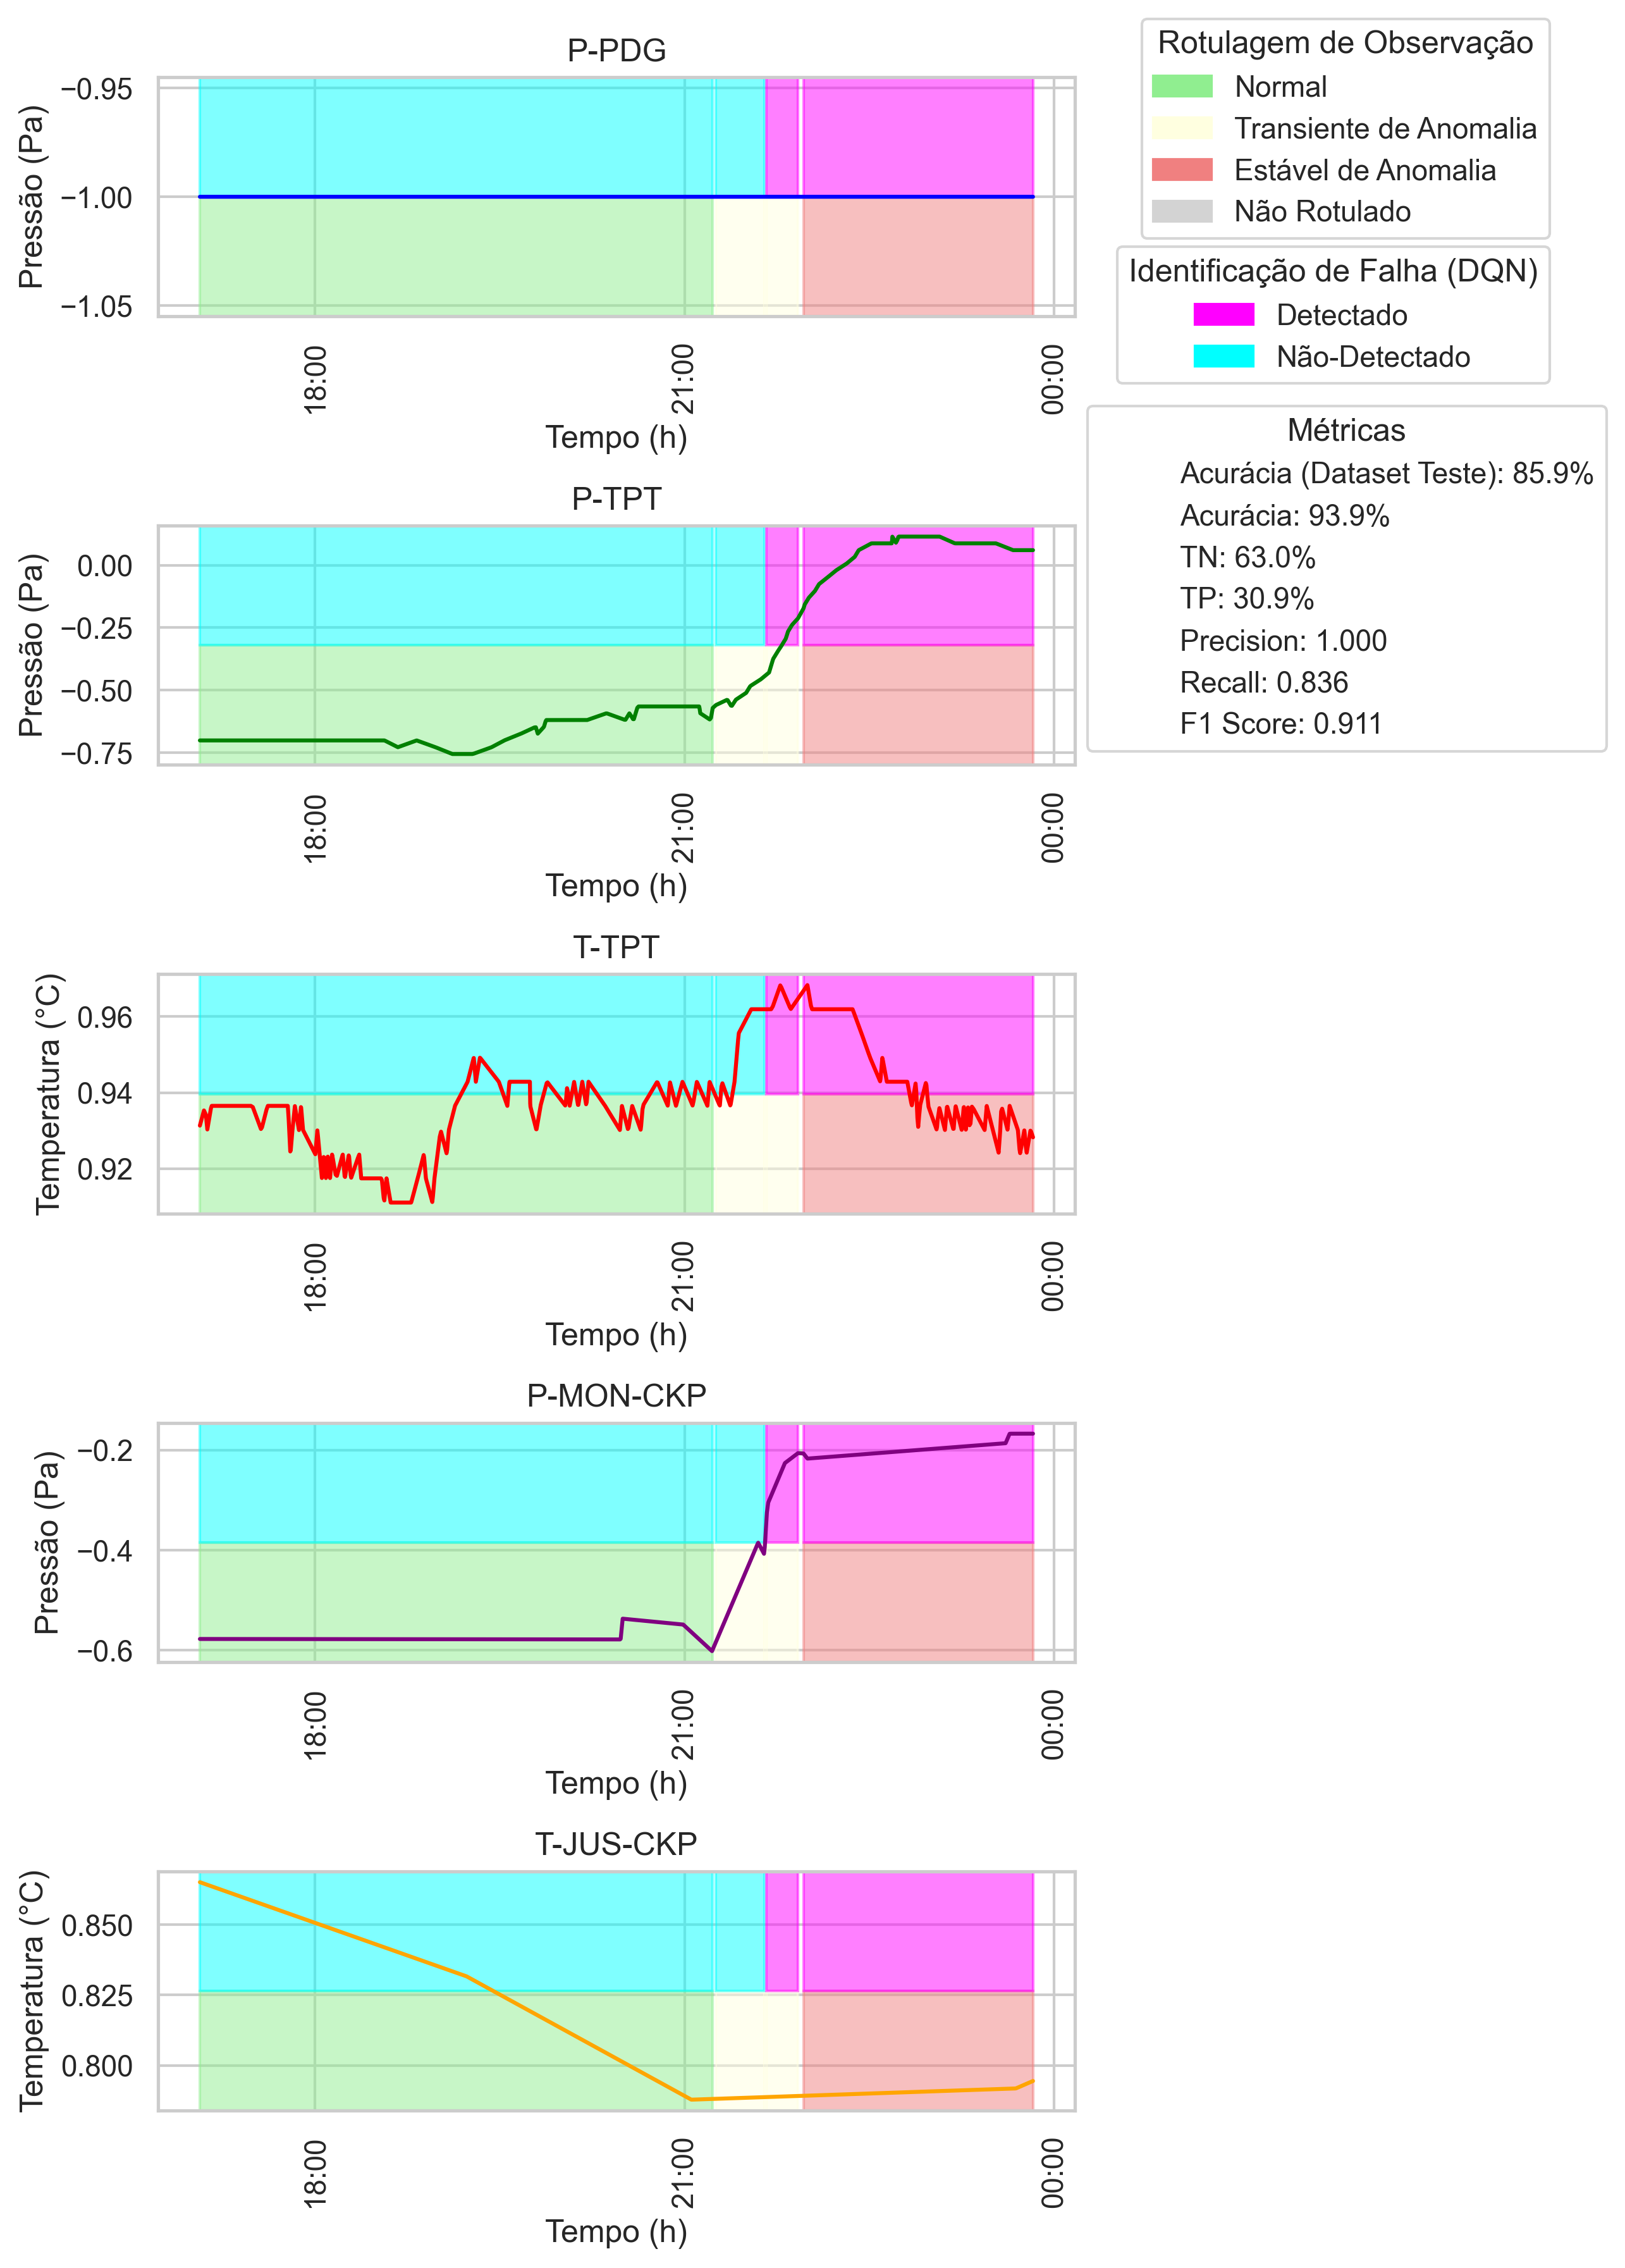 P-PDG
Pressão (Pa)
−0.95
−1.00
−1.05
18:00
21:00
00:00
Tempo (h)
Rotulagem de Observação
Normal
Transiente de Anomalia
Estável de Anomalia
Não Rotulado
Identificação de Falha (DQN)
Detectado
Não-Detectado
Métricas
Acurácia (Dataset Teste): 85.9%
Acurácia: 93.9%
TN: 63.0%
TP: 30.9%
Precision: 1.000
Recall: 0.836
F1 Score: 0.911
P-TPT
Pressão (Pa)
0.00
−0.25
−0.50
−0.75
18:00
21:00
00:00
Tempo (h)
T-TPT
Temperatura (°C)
0.96
0.94
0.92
18:00
21:00
00:00
Tempo (h)
P-MON-CKP
Pressão (Pa)
−0.2
−0.4
−0.6
18:00
21:00
00:00
Tempo (h)
T-JUS-CKP
Temperatura (°C)
0.850
0.825
0.800
18:00
21:00
00:00
Tempo (h)